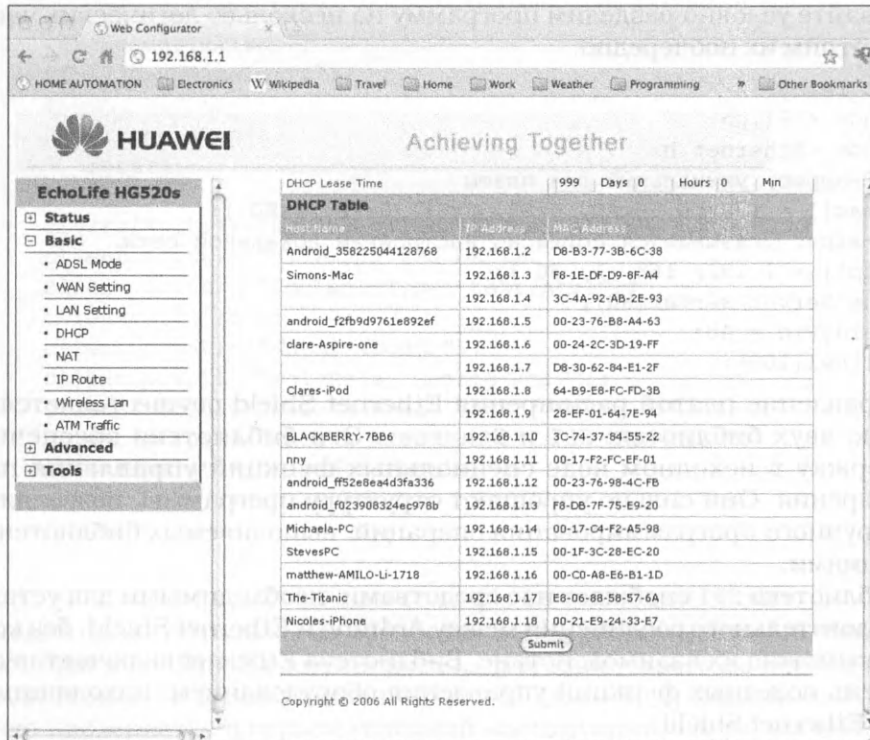 Web Configurator
192.168.1.1
HOME AUTOMATION Electronics W Wikipedia Travel Home Work Weather Programming » Other Bookmarks
HUAWEI Achieving Together
EchoLife HG520s
Status
Basic
ADSL Mode
WAN Setting
LAN Setting
DHCP
NAT
IP Route
Wireless Lan
ATM Traffic
Advanced
Tools
DHCP Lease Time 999 Days 0 Hours 0 Min
DHCP Table
Host Name IP Address MAC Address
Android_358225044128768 192.168.1.2 D8-B3-77-3B-6C-38
Simons-Mac 192.168.1.3 F8-1E-DF-D9-8F-A4
192.168.1.4 3C-4A-92-AB-2E-93
android_f2fb9d9761e892ef 192.168.1.5 00-23-76-B8-A4-63
clare-Aspire-one 192.168.1.6 00-24-2C-3D-19-FF
192.168.1.7 D8-30-62-84-E1-2F
Clares-iPod 192.168.1.8 64-B9-E8-FC-FD-3B
192.168.1.9 28-EF-01-64-7E-94
BLACKBERRY-7BB6 192.168.1.10 3C-74-37-84-55-22
nny 192.168.1.11 00-17-F2-FC-EF-01
android_ff52e8ea4d3fa336 192.168.1.12 00-23-76-98-4C-FB
android_f023908324ec978b 192.168.1.13 F8-DB-7F-75-E9-20
Michaela-PC 192.168.1.14 00-17-C4-F2-A5-98
StevesPC 192.168.1.15 00-1F-3C-28-EC-20
matthew-AMILO-Li-1718 192.168.1.16 00-C0-A8-E6-B1-1D
The Titanic 192.168.1.17 E8-06-88-58-57-6A
Nicoles-iPhone 192.168.1.18 00-21-E9-24-33-E7
Submit
Copyright © 2006 All Rights Reserved.